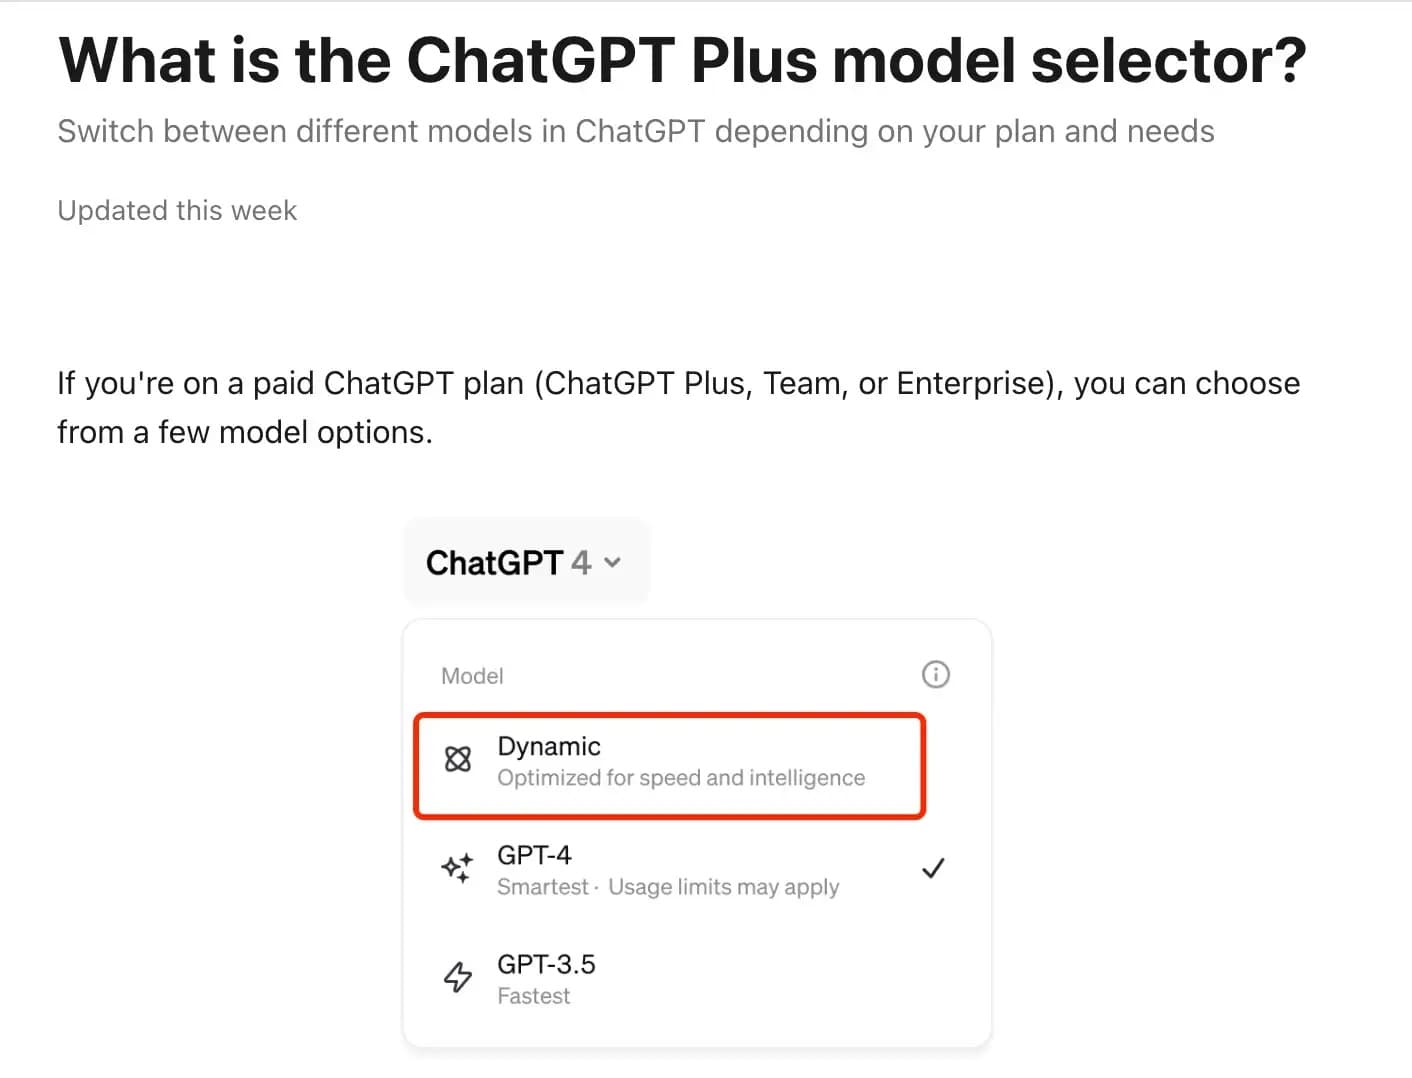 What is the ChatGPT Plus model selector?
Switch between different models in ChatGPT depending on your plan and needs
Updated this week
If you're on a paid ChatGPT plan (ChatGPT Plus, Team, or Enterprise), you can choose
from a few model options.
ChatGPT 4
Model
Dynamic
Optimized for speed and intelligence
GPT-4
Smartest · Usage limits may apply
GPT-3.5
Fastest